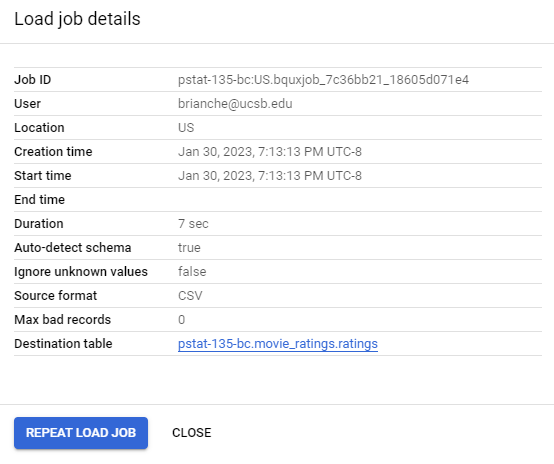 Load job details
Job ID pstat-135-bc:US.bquxjob_7c36bb21_18605d071e4
User brianche@ucsb.edu
Location US
Creation time Jan 30, 2023, 7:13:13 PM UTC-8
Start time Jan 30, 2023, 7:13:13 PM UTC-8
End time
Duration 7 sec
Auto-detect schema true
Ignore unknown values false
Source format CSV
Max bad records 0
Destination table pstat-135-bc.movie_ratings.ratings
REPEAT LOAD JOB CLOSE